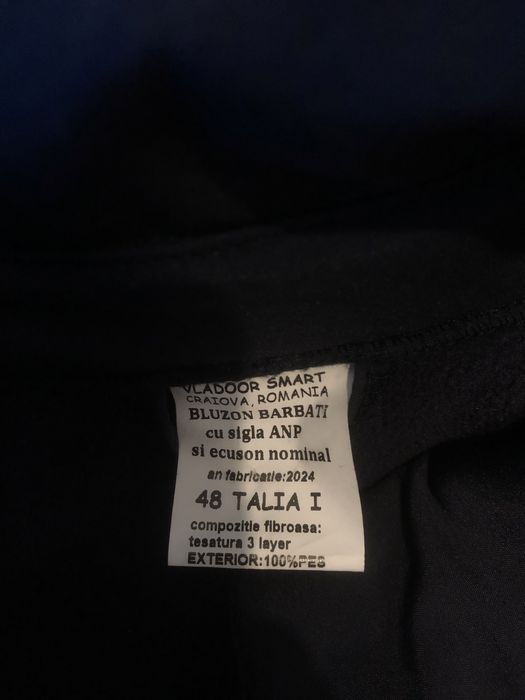 VLADOOR SMART
CRAIOVA, ROMANIA
BLUZON BARBATI
cu sigla ANP
si ecuson nominal
an fabricatie:2024
48 TALIA I
compozitie fibroasa:
tesatura 3 layer
EXTERIOR:100%PES